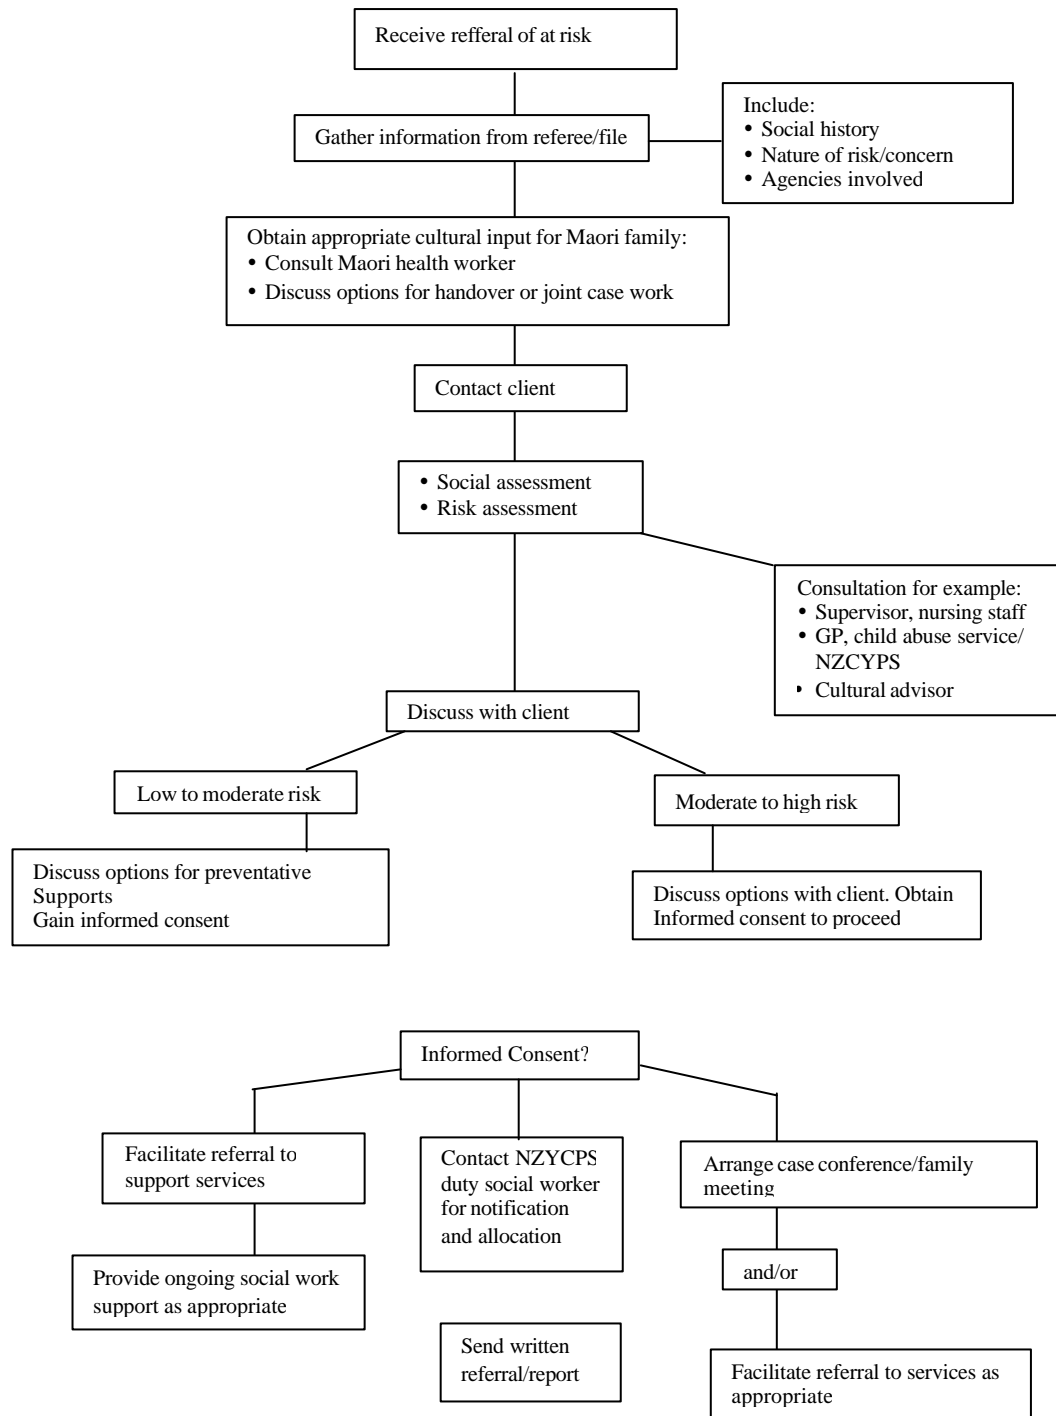 Receive refferal of at risk
Gather information from referee/file
Include:
• Social history
• Nature of risk/concern
• Agencies involved
Obtain appropriate cultural input for Maori family:
• Consult Maori health worker
• Discuss options for handover or joint case work
Contact client
• Social assessment
• Risk assessment
Consultation for example:
• Supervisor, nursing staff
• GP, child abuse service/
NZCYPS
• Cultural advisor
Discuss with client
Low to moderate risk
Moderate to high risk
Discuss options for preventative
Supports
Gain informed consent
Discuss options with client. Obtain
Informed consent to proceed
Informed Consent?
Facilitate referral to
support services
Contact NZYCPS
duty social worker
for notification
and allocation
Arrange case conference/family
meeting
Provide ongoing social work
support as appropriate
and/or
Send written
referral/report
Facilitate referral to services as
appropriate